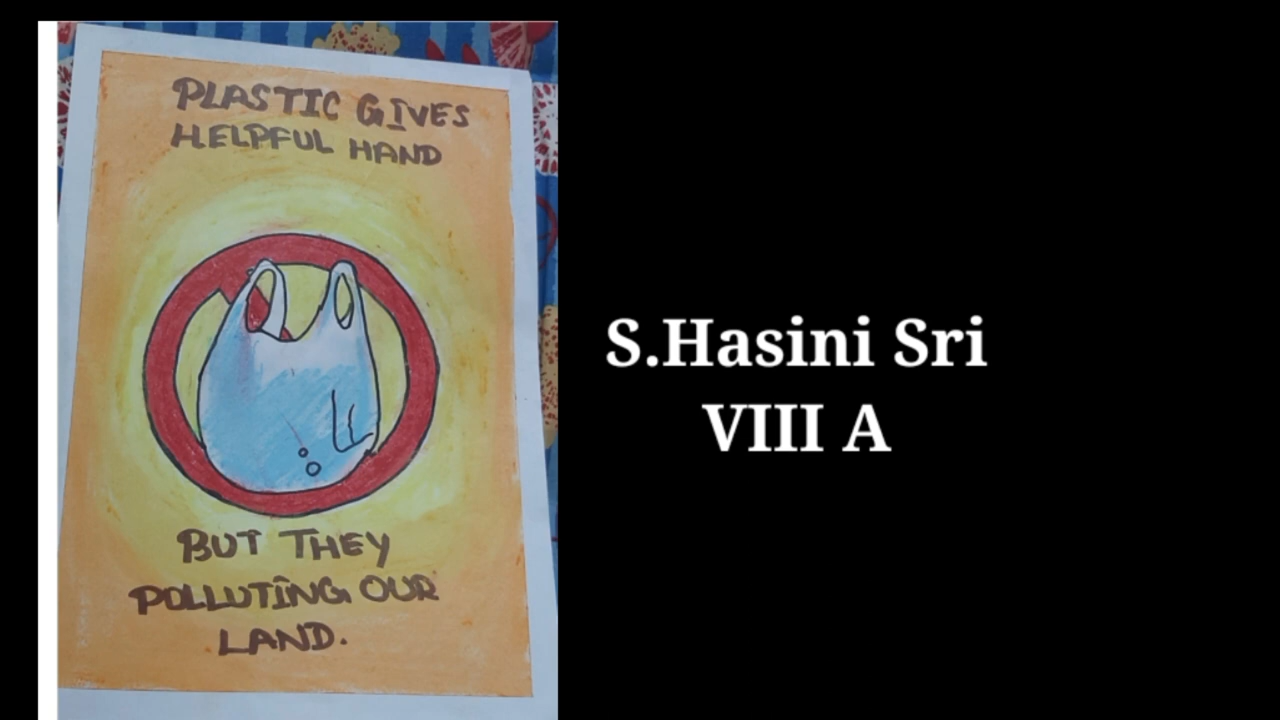 PLASTIC GIVES
HELPFUL HAND
BUT THEY
POLLUTING OUR
LAND.
S.Hasini Sri
VIII A